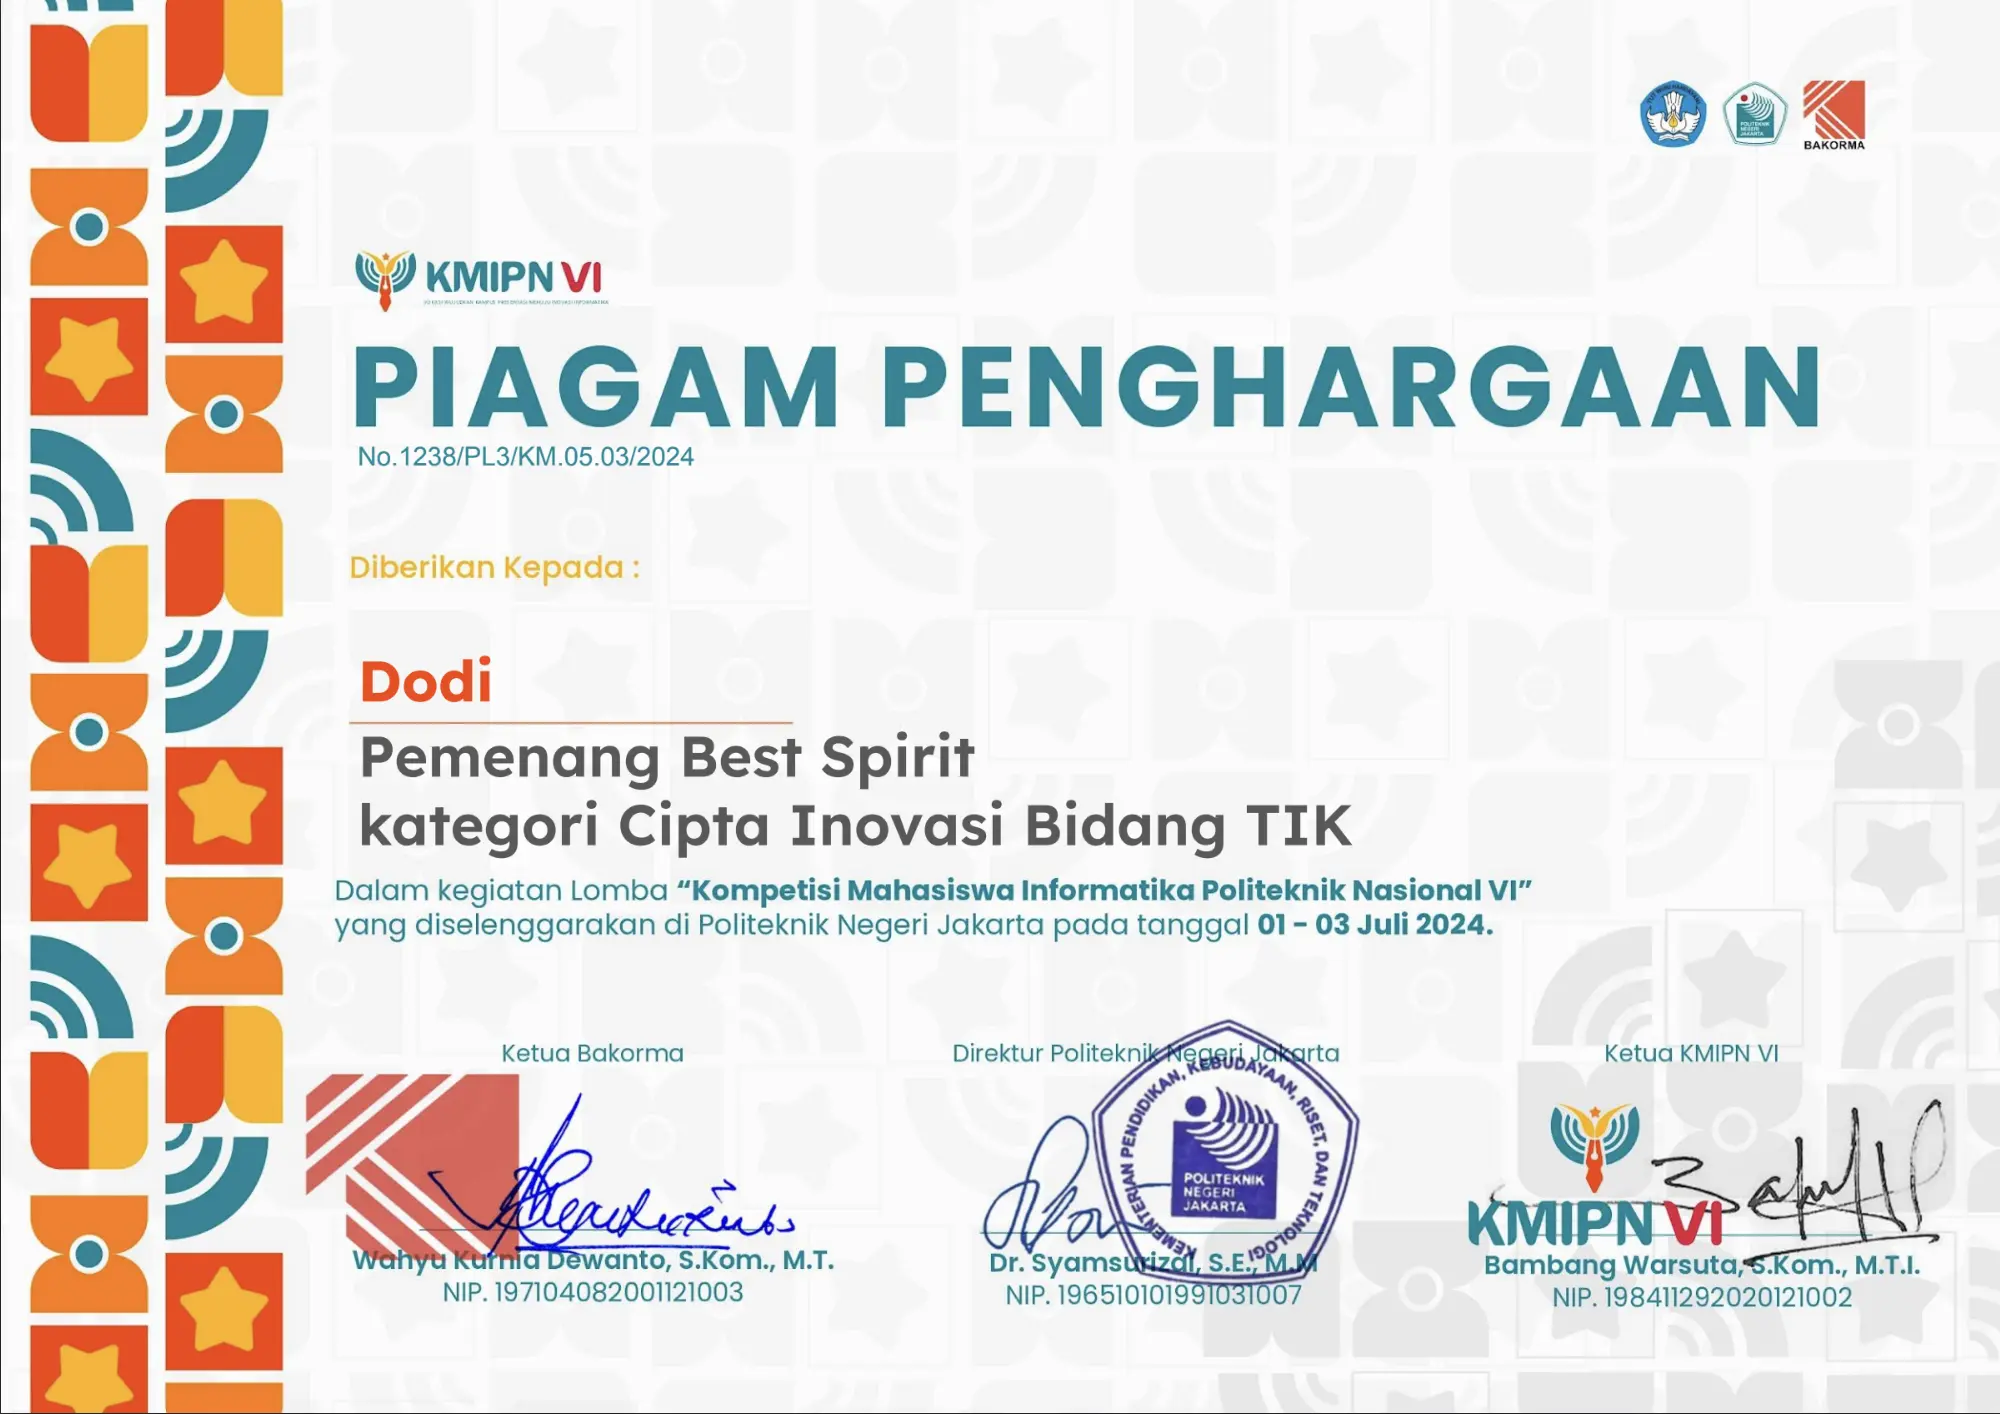 POLITEKNIK
NEGERI
JAKARTA
BAKORMA
KMIPN VI
PIAGAM PENGHARGAAN
No.1238/PL3/KM.05.03/2024
Diberikan Kepada :
Dodi
Pemenang Best Spirit
kategori Cipta Inovasi Bidang TIK
Dalam kegiatan Lomba “Kompetisi Mahasiswa Informatika Politeknik Nasional VI”
yang diselenggarakan di Politeknik Negeri Jakarta pada tanggal 01 - 03 Juli 2024.
Ketua Bakorma
Direktur Politeknik Negeri Jakarta
Ketua KMIPN VI
KEMENTERIAN PENDIDIKAN, KEBUDAYAAN, RISET, DAN TEKNOLOGI
POLITEKNIK
NEGERI
JAKARTA
KMIPN VI
Wahyu Kurnia Dewanto, S.Kom., M.T.
NIP. 197104082001121003
Dr. Syamsurizal, S.E., M.M
NIP. 196510101991031007
Bambang Warsuta, S.Kom., M.T.I.
NIP. 198411292020121002